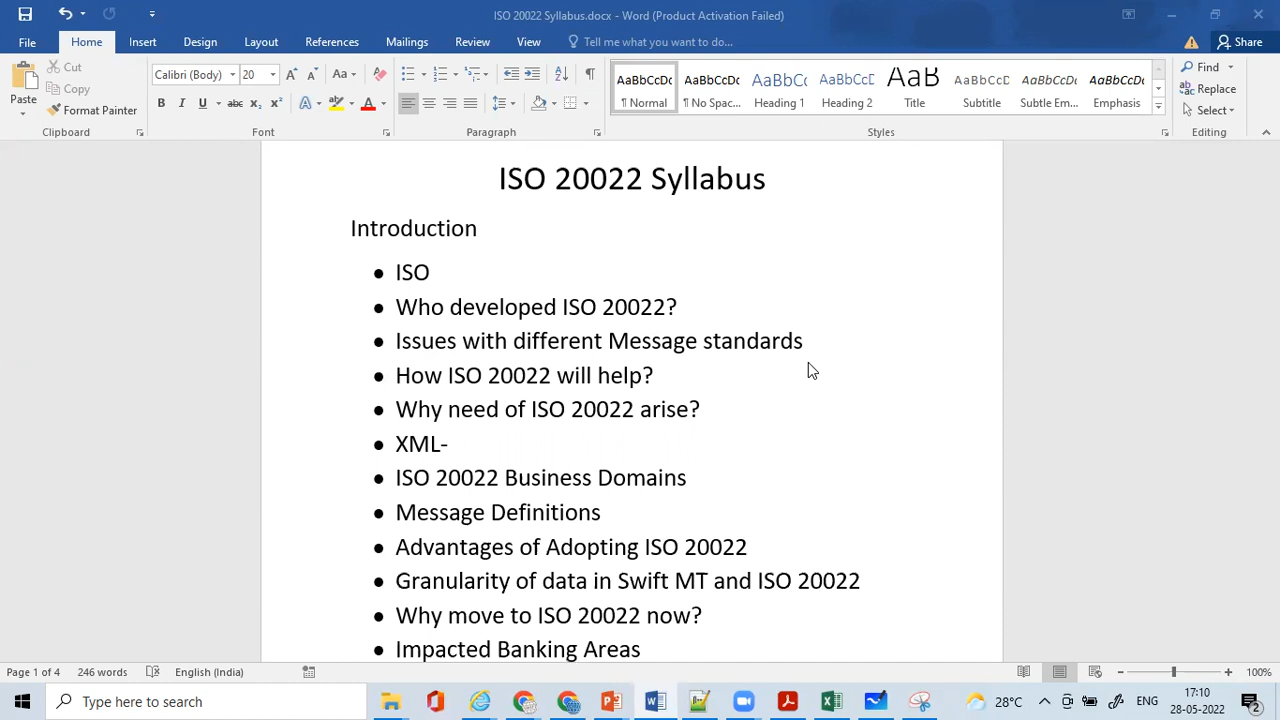 ISO 20022 Syllabus.docx - Word (Product Activation Failed)
File Home Insert Design Layout References Mailings Review View Tell me what you want to do... Share
Paste Cut Copy Format Painter
Calibri (Body) 20
AaBbCcDc ¶ Normal AaBbCcDc ¶ No Spac... AaBbCc Heading AaBbCcD Heading 2 AaB Title AaBbCcD Subtitle AaBbCcDc Subtle Em... AaBbCcDc Emphasis
Find Replace Select
Clipboard Font Paragraph Styles Editing
ISO 20022 Syllabus
Introduction
• ISO
• Who developed ISO 20022?
• Issues with different Message standards
• How ISO 20022 will help?
• Why need of ISO 20022 arise?
• XML-
• ISO 20022 Business Domains
• Message Definitions
• Advantages of Adopting ISO 20022
• Granularity of data in Swift MT and ISO 20022
• Why move to ISO 20022 now?
• Impacted Banking Areas
Page 1 of 4 246 words English (India) 100%
Type here to search 28°C ENG 17:10
28-05-2022 2